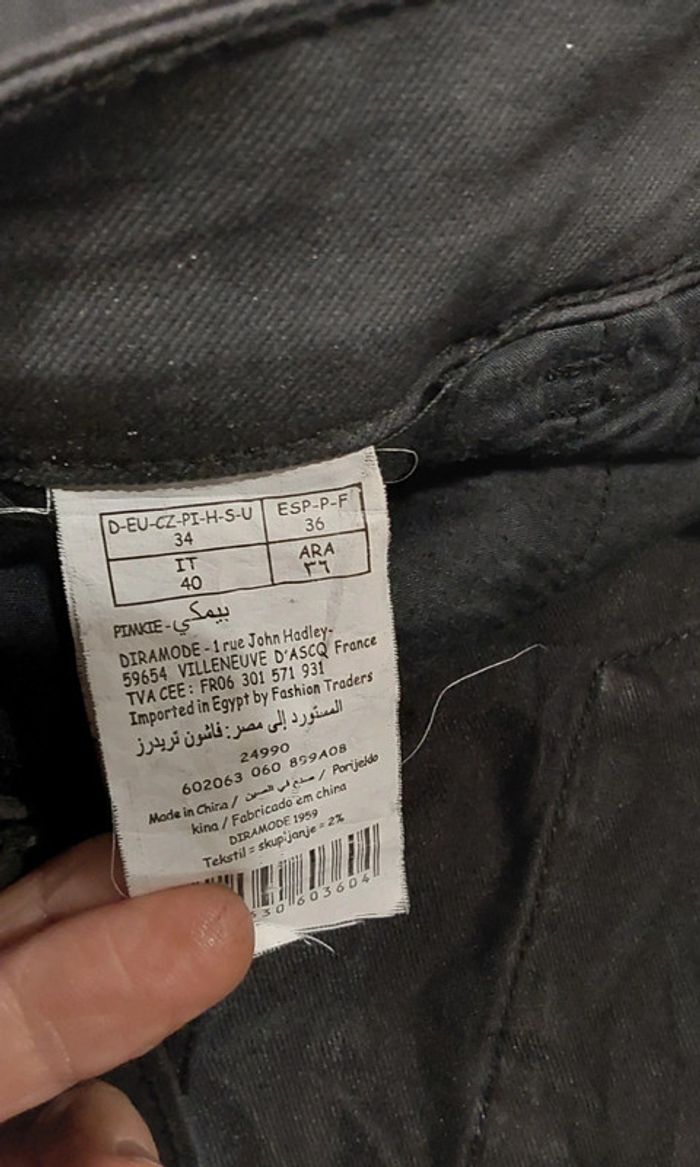 D-EU-CZ-PI-H-S-U
34
ESP-P-F
36
IT
40
ARA
٣٦
PIMKIE-بيمكي
DIRAMODE - 1 rue John Hadley-
59654 VILLENEUVE D'ASCQ France
TVA CEE: FR06 301 571 931
Imported in Egypt by Fashion Traders
المستورد إلى مصر: فاشون تريدرز
24990
602063 060 899A08
Made in China / صنع في الصين / Porijeklo
kina / Fabricado em china
DIRAMODE 1959
Tekstil = skupljanje = 2%
630 603604